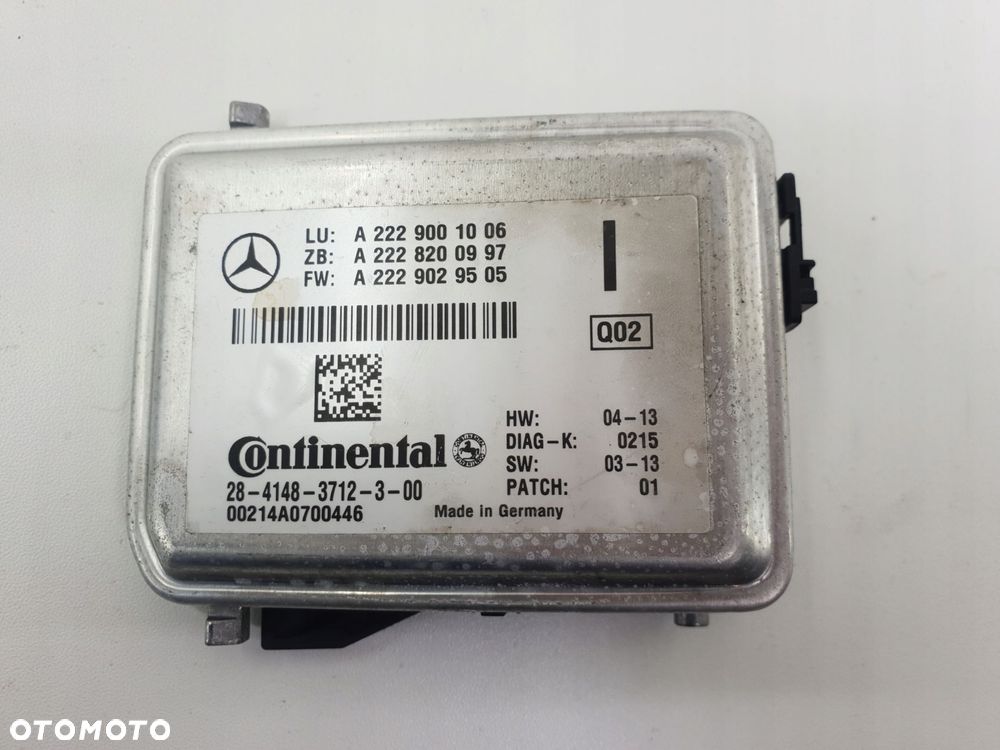 LU: A 222 900 10 06
ZB: A 222 820 09 97
FW: A 222 902 95 05
Q02
HW: 04-13
DIAG-K: 0215
SW: 03-13
PATCH: 01
Continental
28-4148-3712-3-00
00214A0700446
Made in Germany
OTOMOTO